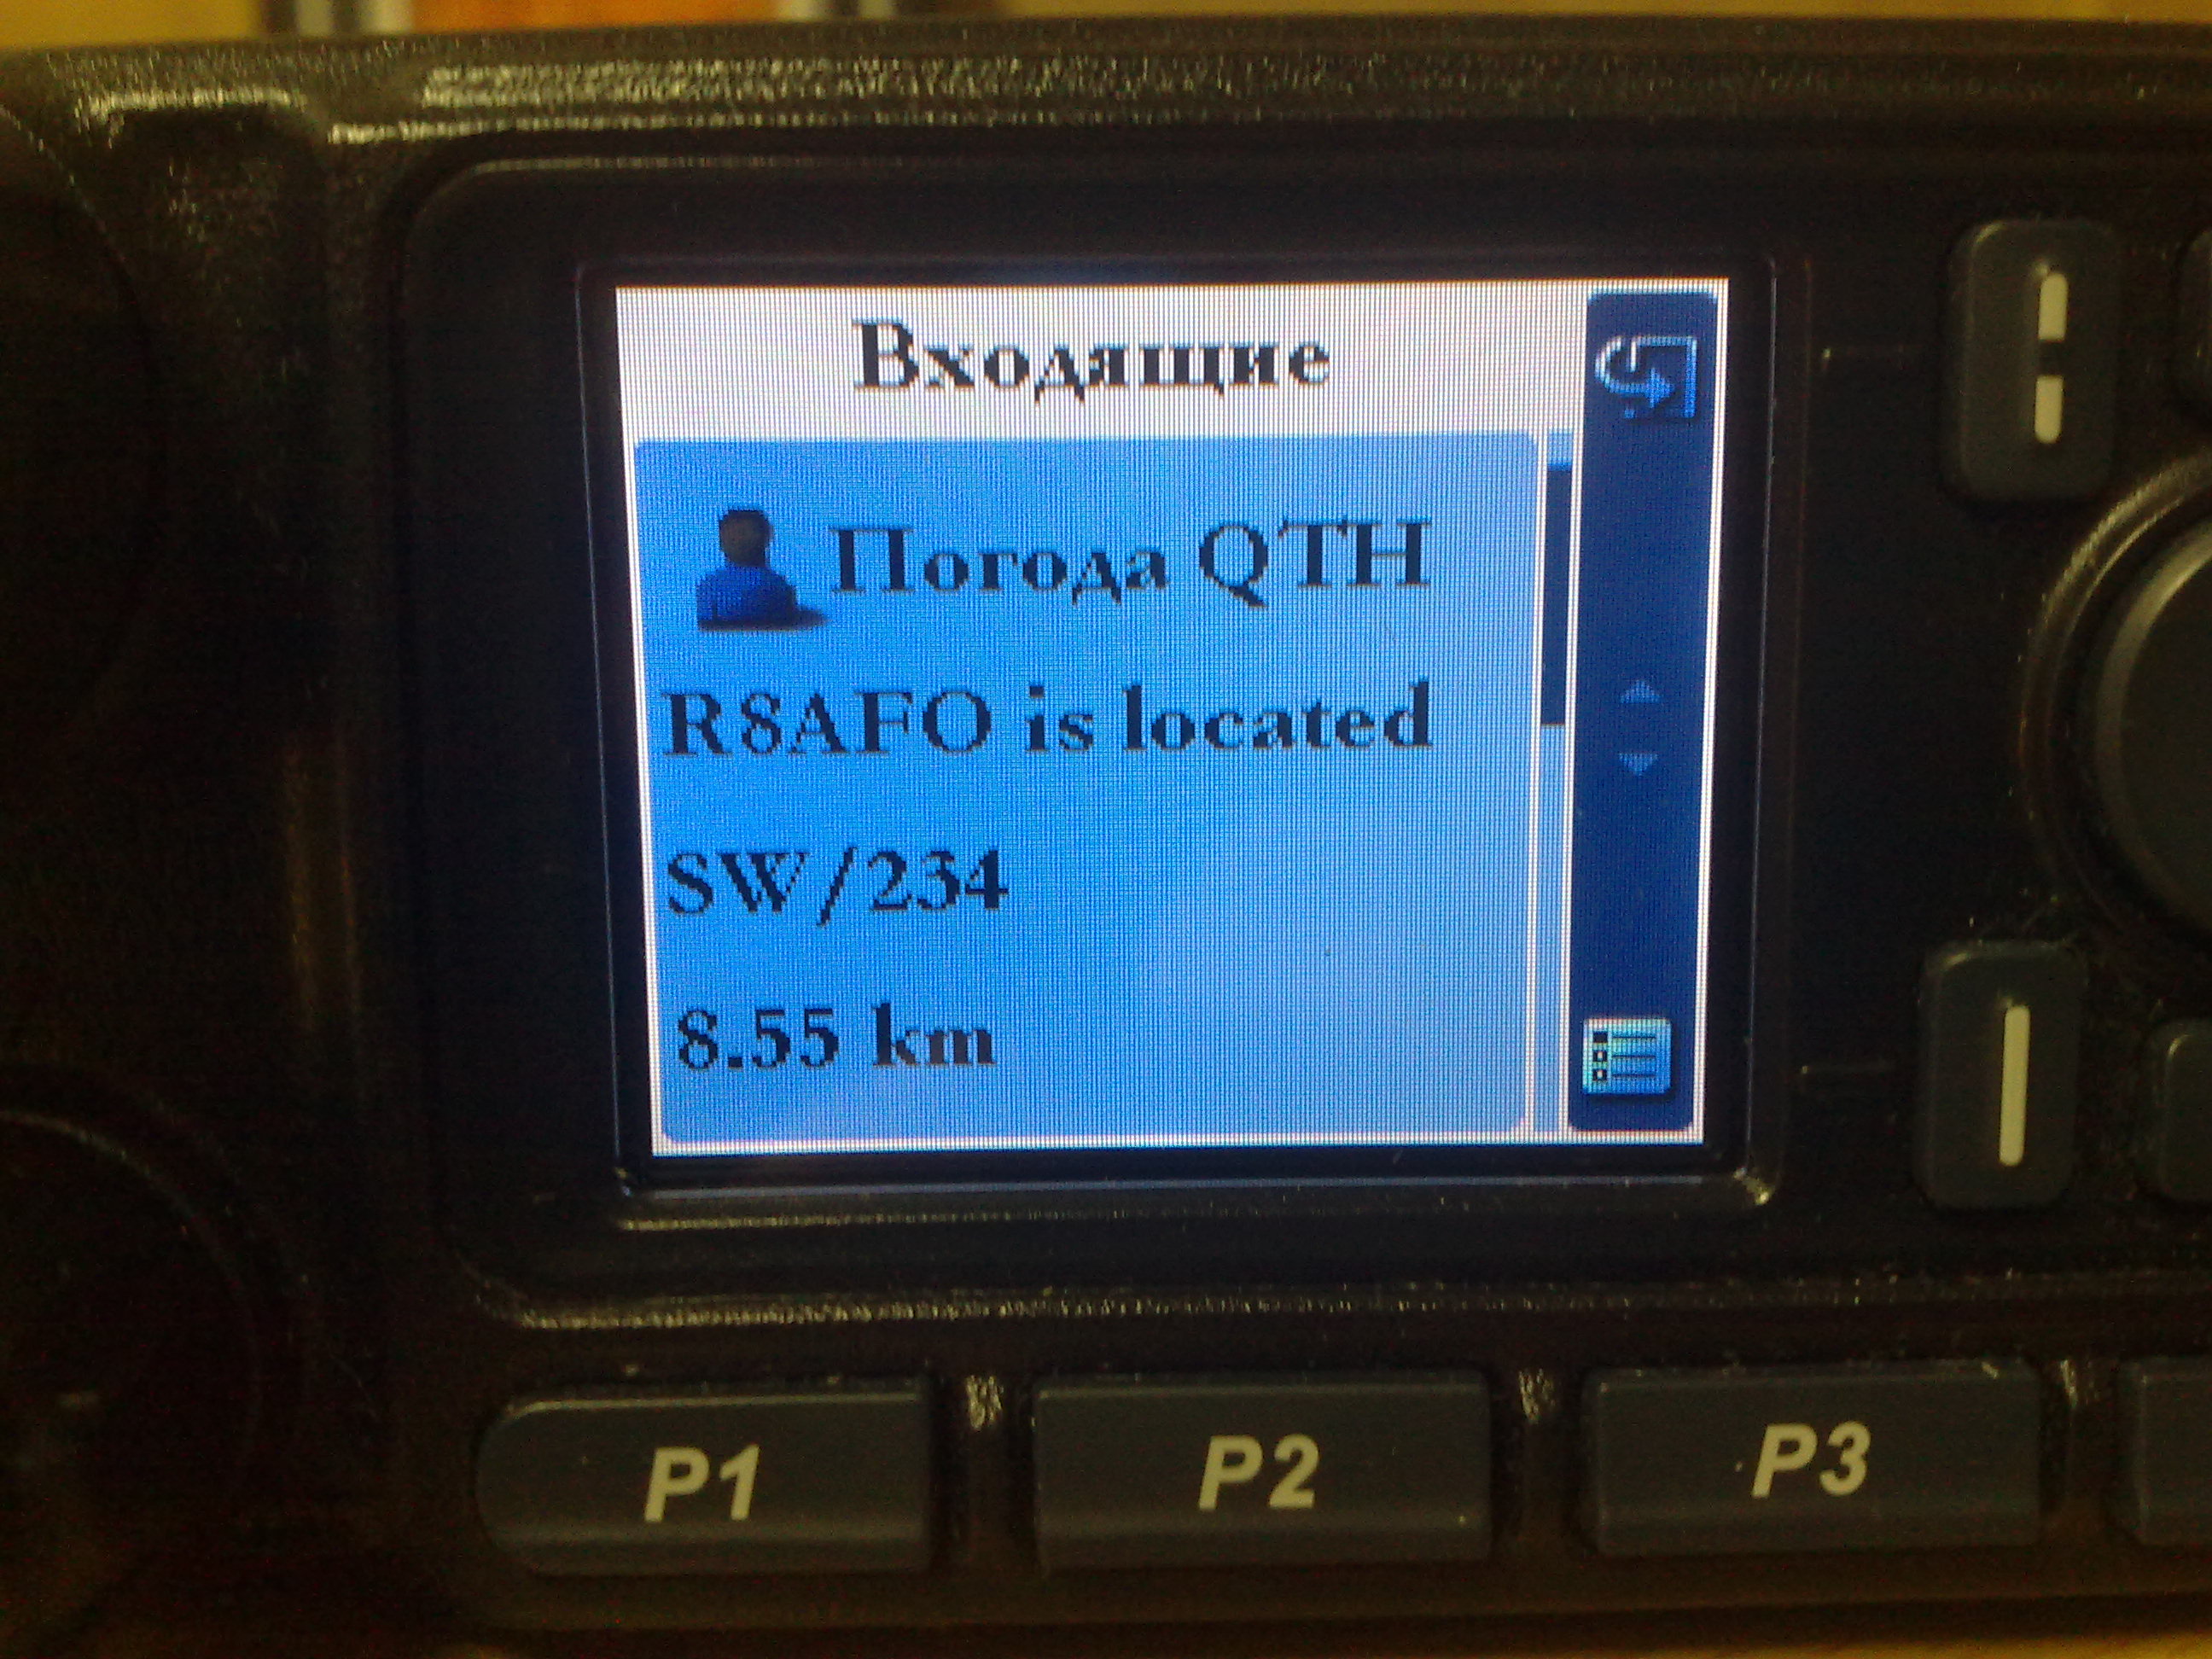 Входящие
Погода QTH
R8AFO is located
SW/234
8.55 km
P1 P2 P3